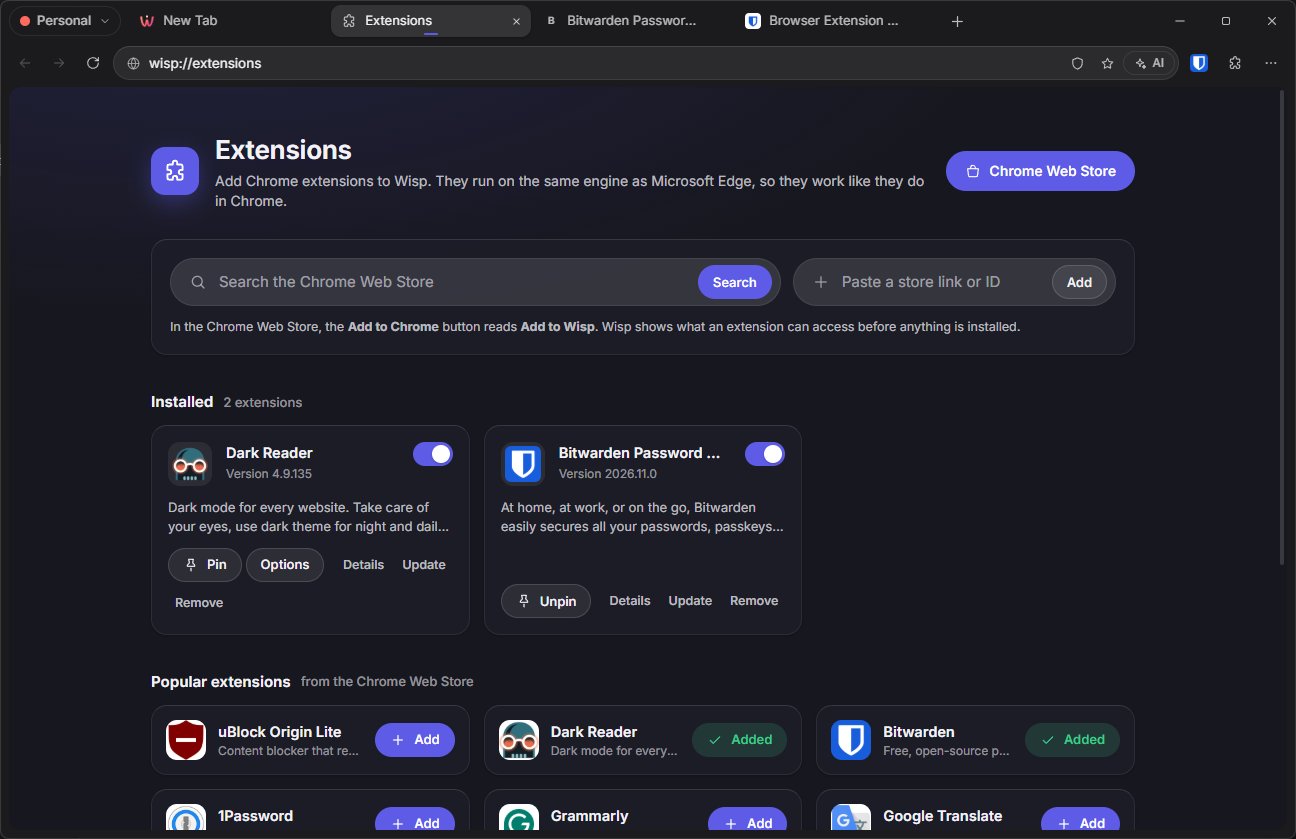 Personal
New Tab
Extensions
B Bitwarden Passwor...
Browser Extension ...
wisp://extensions
AI
Extensions
Add Chrome extensions to Wisp. They run on the same engine as Microsoft Edge, so they work like they do
in Chrome.
Chrome Web Store
Search the Chrome Web Store
Search
Paste a store link or ID
Add
In the Chrome Web Store, the Add to Chrome button reads Add to Wisp. Wisp shows what an extension can access before anything is installed.
Installed 2 extensions
Dark Reader
Version 4.9.135
Dark mode for every website. Take care of
your eyes, use dark theme for night and dail...
Pin Options Details Update
Remove
Bitwarden Password ...
Version 2026.11.0
At home, at work, or on the go, Bitwarden
easily secures all your passwords, passkeys...
Unpin Details Update Remove
Popular extensions from the Chrome Web Store
uBlock Origin Lite
Content blocker that re...
Add
Dark Reader
Dark mode for every...
Added
Bitwarden
Free, open-source p...
Added
1Password
Add
Grammarly
Add
Google Translate
Add